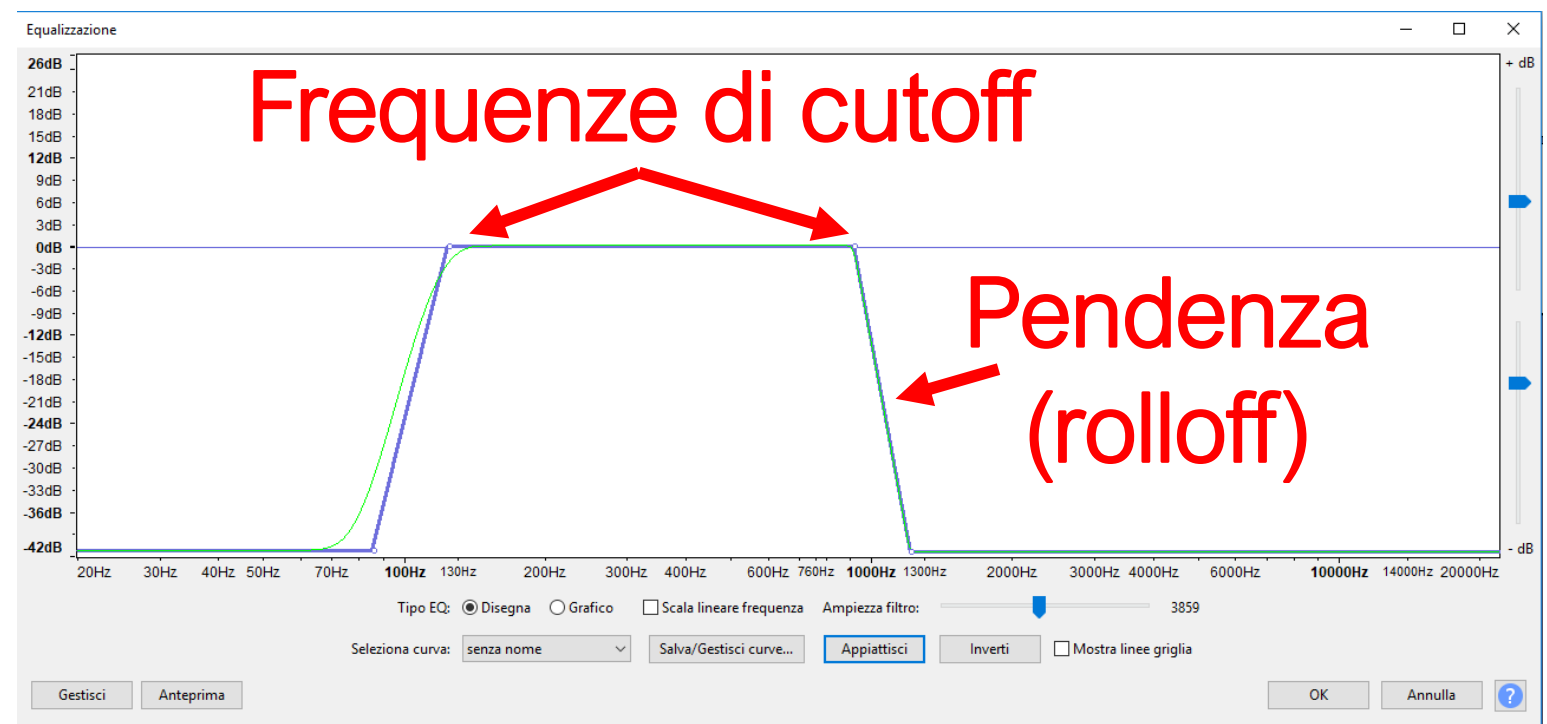 Equalizzazione
26dB
+ dB
21dB
18dB
15dB
12dB
9dB
6dB
3dB
0dB
-3dB
-6dB
-9dB
-12dB
-15dB
-18dB
-21dB
-24dB
-27dB
-30dB
-33dB
-36dB
-42dB
- dB
Frequenze di cutoff
Pendenza
(rolloff)
20Hz 30Hz 40Hz 50Hz 70Hz 100Hz 130Hz 200Hz 300Hz 400Hz 600Hz 760Hz 1000Hz 1300Hz 2000Hz 3000Hz 4000Hz 6000Hz 10000Hz 14000Hz 20000Hz
Tipo EQ: Disegna Grafico Scala lineare frequenza Ampiezza filtro: 3859
Seleziona curva: senza nome Salva/Gestisci curve... Appiattisci Inverti Mostra linee griglia
Gestisci Anteprima OK Annulla ?